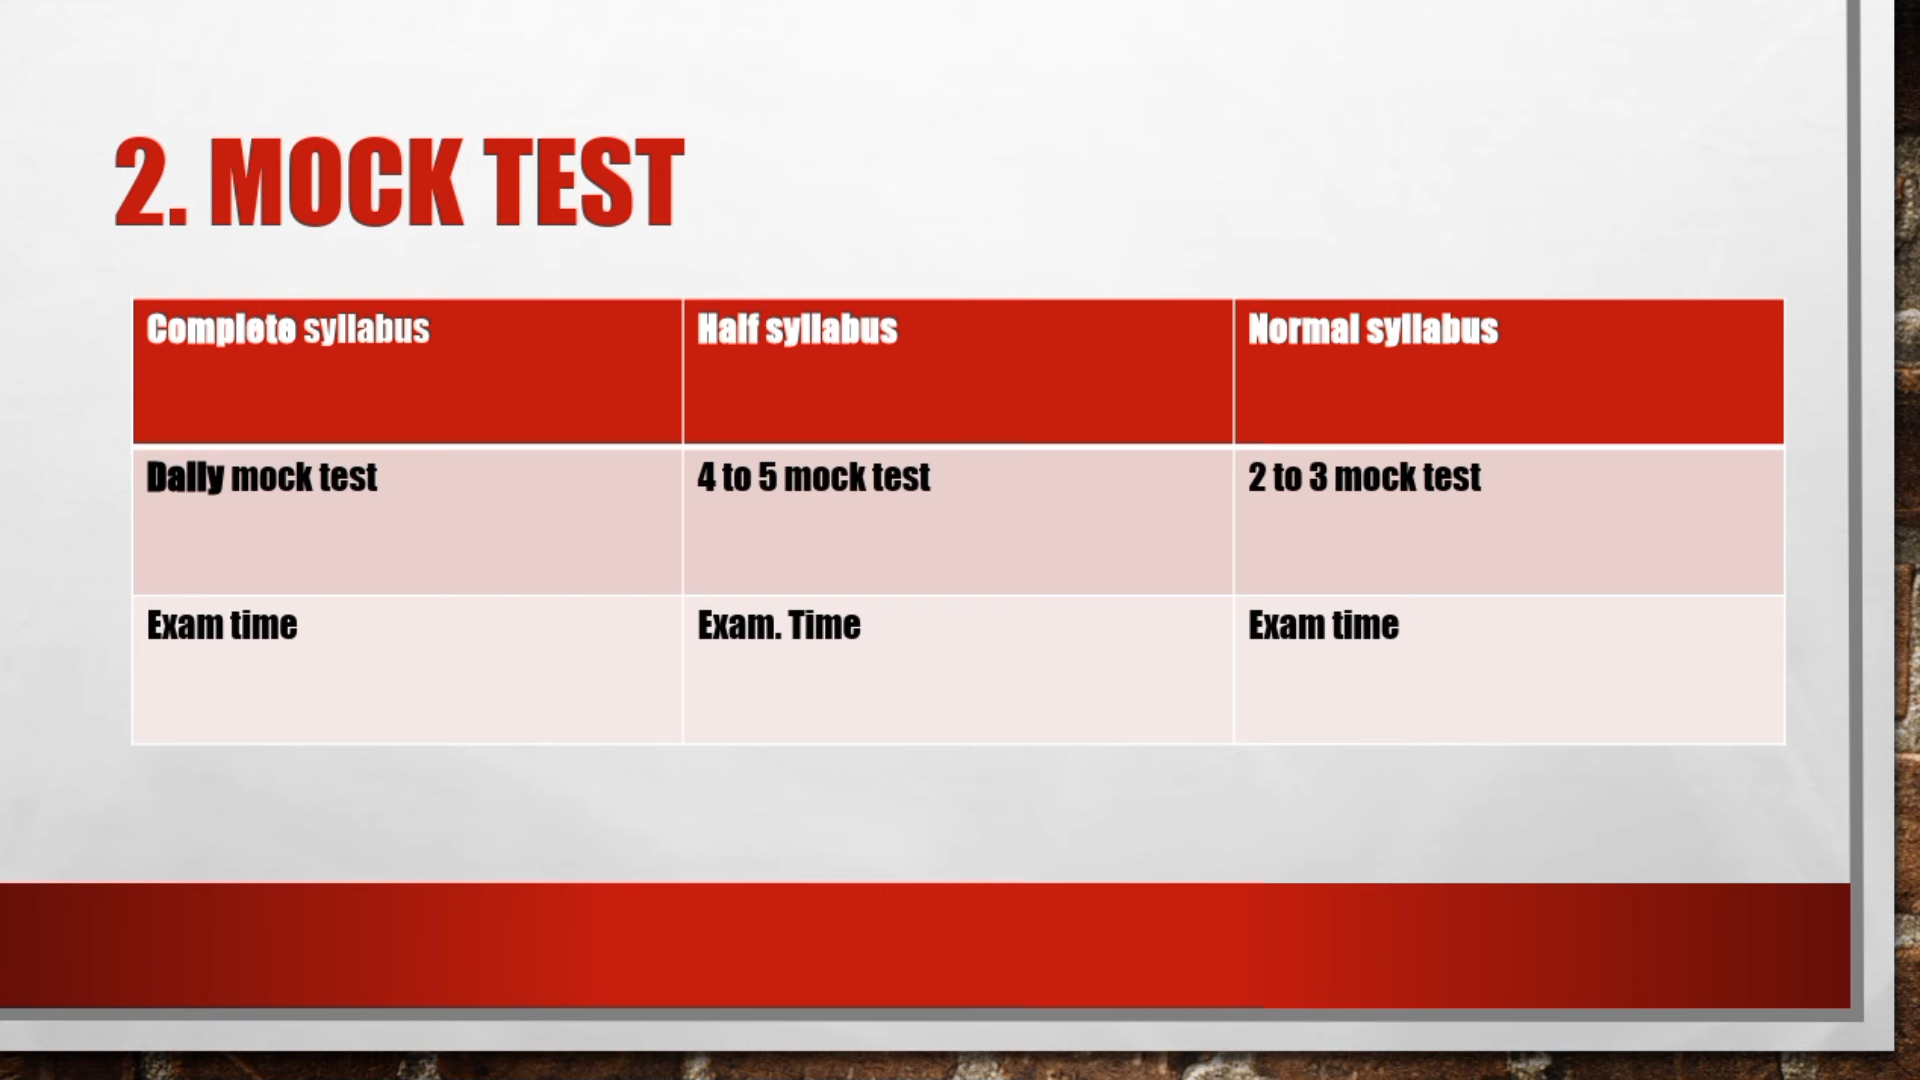 2. MOCK TEST
Complete syllabus
Half syllabus
Normal syllabus
Daily mock test
4 to 5 mock test
2 to 3 mock test
Exam time
Exam. Time
Exam time